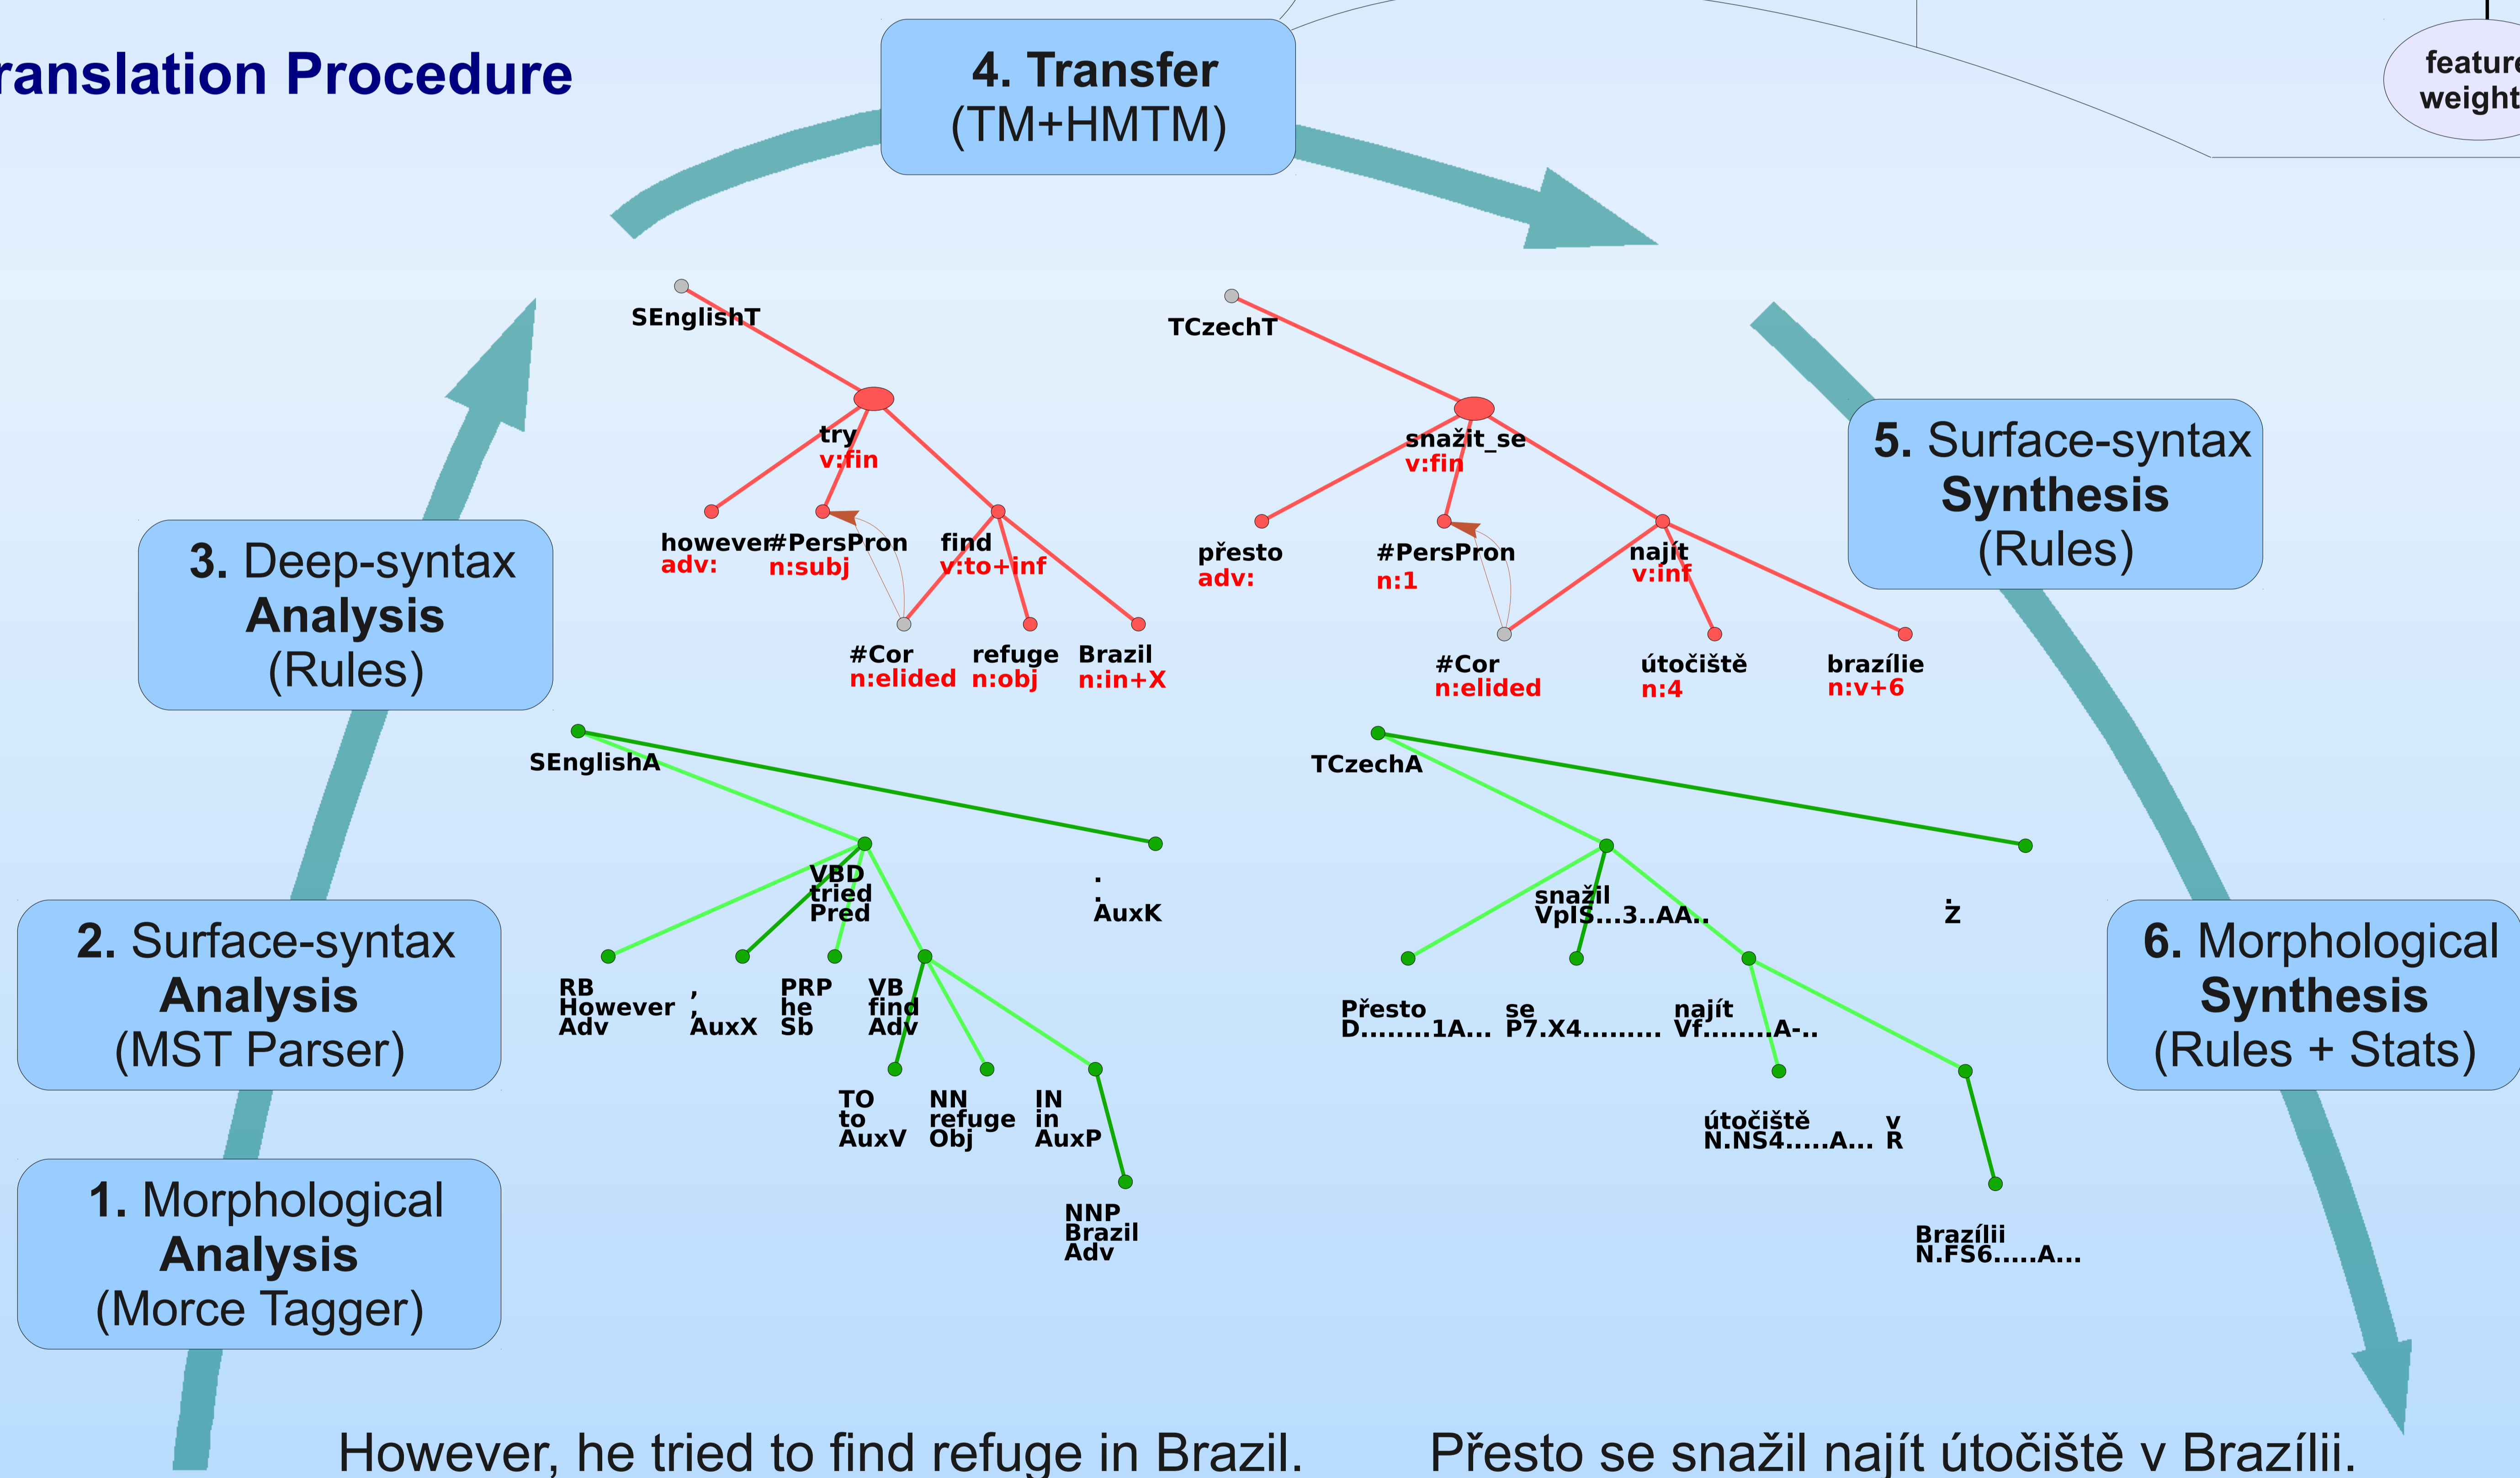 ranslation Procedure
4. Transfer
(TM+HMTM)
feature
weight
SEnglishT
try
v:fin
however #PersPron find
adv: n:subj v:to+inf
#Cor refuge Brazil
n:elided n:obj n:in+X
TCzechT
snažit_se
v:fin
přesto #PersPron najít
adv: n:1 v:inf
#Cor útočiště brazílie
n:elided n:4 n:v+6
5. Surface-syntax
Synthesis
(Rules)
3. Deep-syntax
Analysis
(Rules)
SEnglishA
VBD .
tried .
Pred AuxK
RB , PRP VB
However , he find
Adv AuxX Sb Adv
TO NN IN
to refuge in
AuxV Obj AuxP
NNP
Brazil
Adv
TCzechA
snažil .
VpIS...3..AA.. Z
Přesto se najít
D........1A... P7.X4......... Vf........A-..
útočiště v
N.NS4.....A... R
Brazílii
N.FS6.....A...
2. Surface-syntax
Analysis
(MST Parser)
6. Morphological
Synthesis
(Rules + Stats)
1. Morphological
Analysis
(Morce Tagger)
However, he tried to find refuge in Brazil.
Přesto se snažil najít útočiště v Brazílii.